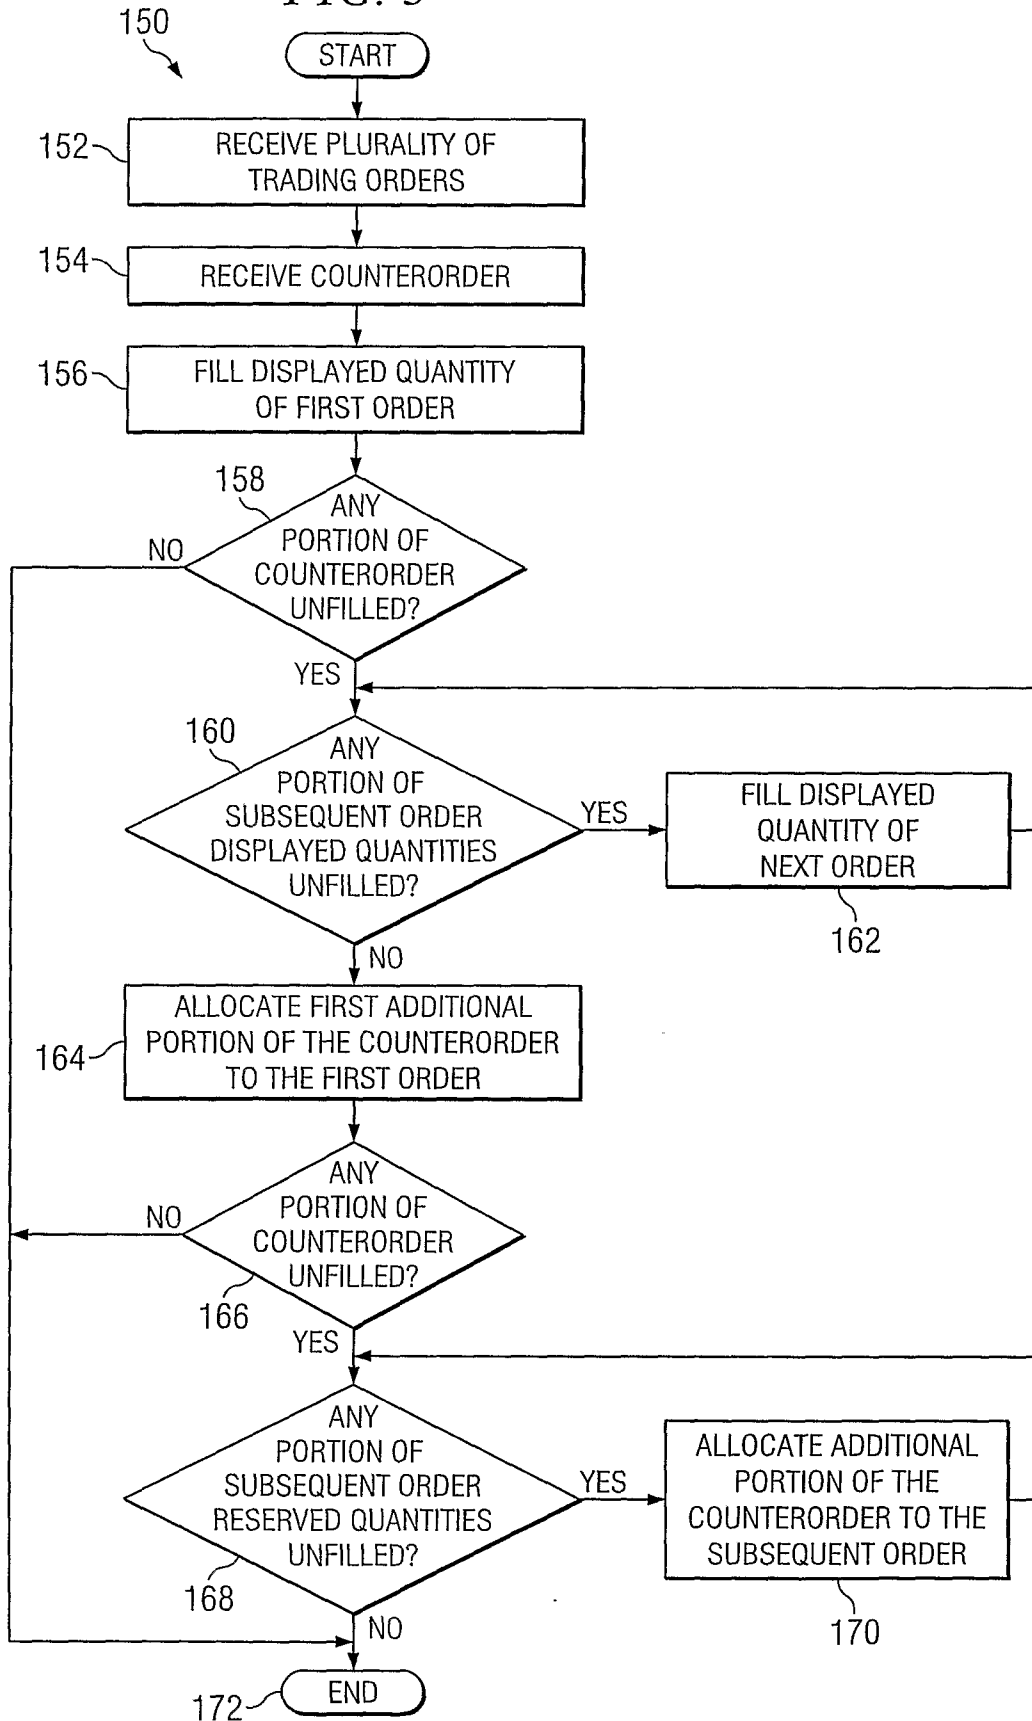 150
START
152
RECEIVE PLURALITY OF
TRADING ORDERS
154
RECEIVE COUNTERORDER
156
FILL DISPLAYED QUANTITY
OF FIRST ORDER
158
ANY
PORTION OF
COUNTERORDER
UNFILLED?
NO
YES
160
ANY
PORTION OF
SUBSEQUENT ORDER
DISPLAYED QUANTITIES
UNFILLED?
YES
FILL DISPLAYED
QUANTITY OF
NEXT ORDER
162
NO
164
ALLOCATE FIRST ADDITIONAL
PORTION OF THE COUNTERORDER
TO THE FIRST ORDER
ANY
PORTION OF
COUNTERORDER
UNFILLED?
NO
166
YES
ANY
PORTION OF
SUBSEQUENT ORDER
RESERVED QUANTITIES
UNFILLED?
168
YES
ALLOCATE ADDITIONAL
PORTION OF THE
COUNTERORDER TO THE
SUBSEQUENT ORDER
170
NO
172
END